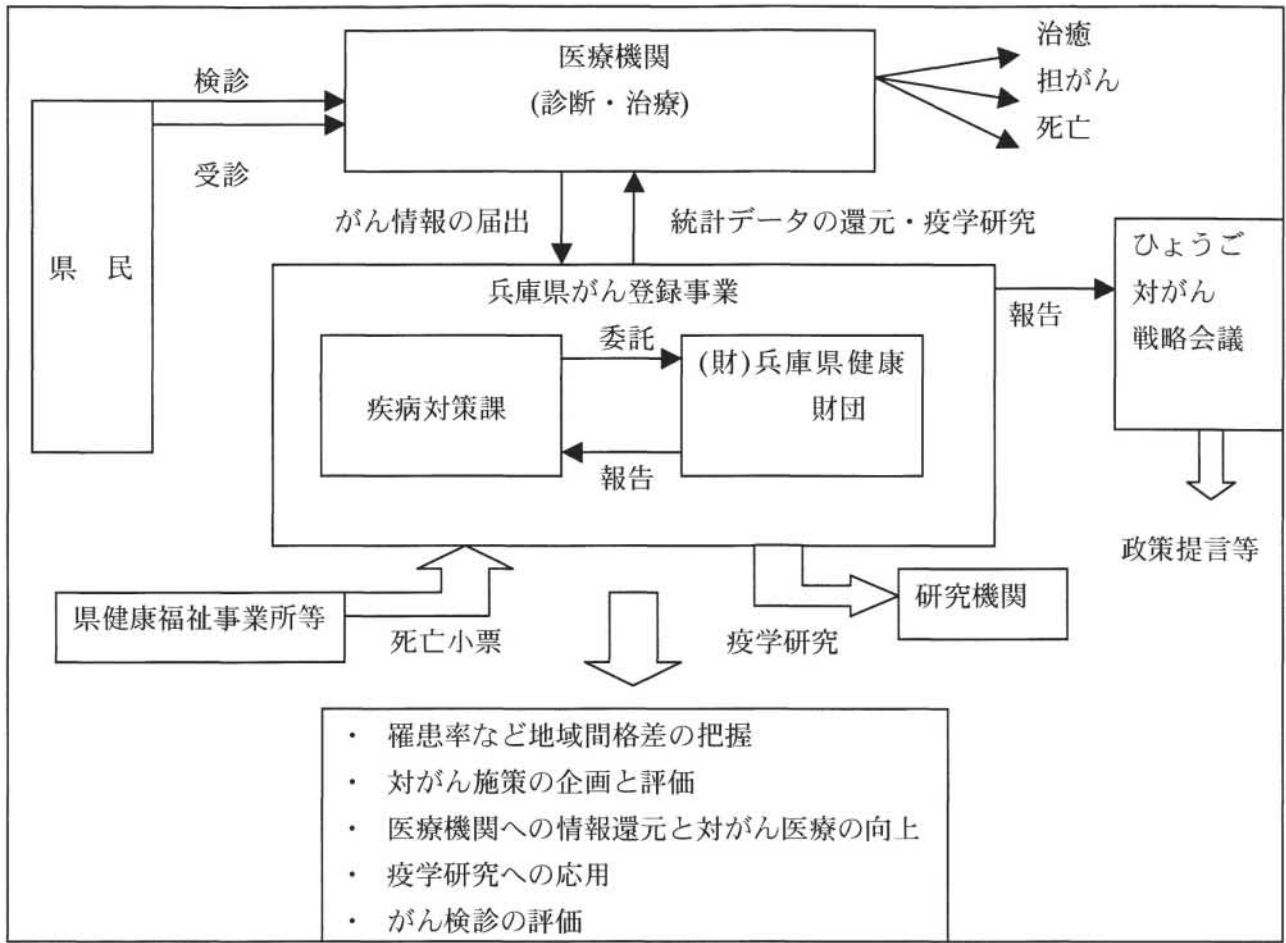 医療機関
(診断・治療)
治癒
担がん
死亡
検診
受診
県 民
がん情報の届出
統計データの還元・疫学研究
兵庫県がん登録事業
疾病対策課
委託
報告
(財)兵庫県健康
財団
報告
ひょうご
対がん
戦略会議
政策提言等
県健康福祉事業所等
死亡小票
疫学研究
研究機関
・ 罹患率など地域間格差の把握
・ 対がん施策の企画と評価
・ 医療機関への情報還元と対がん医療の向上
・ 疫学研究への応用
・ がん検診の評価